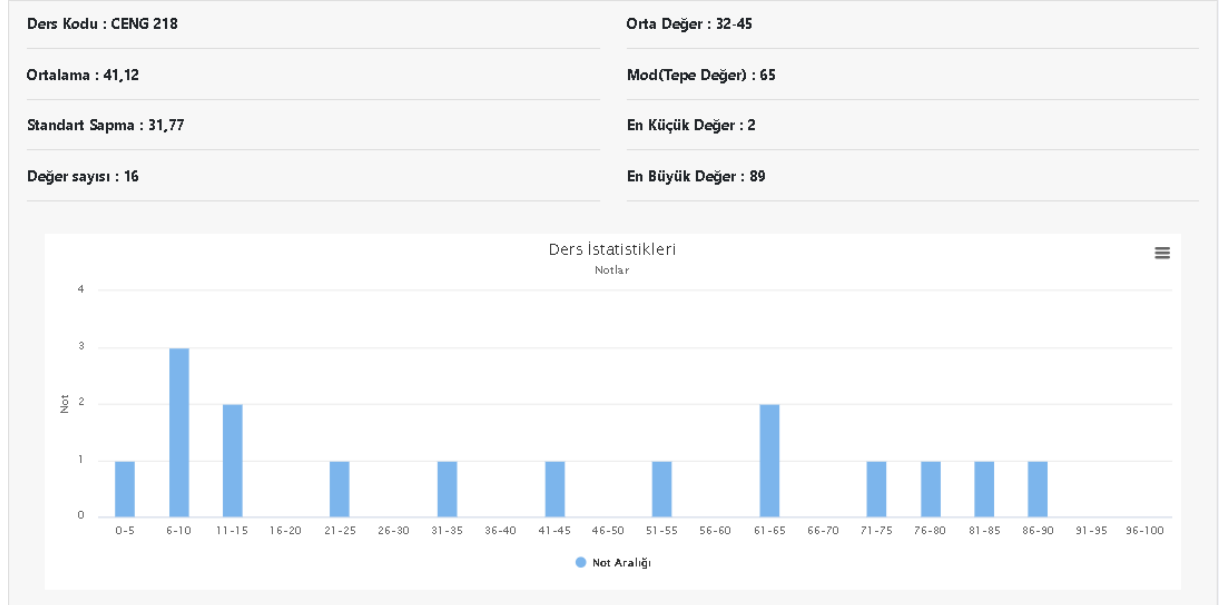 Ders Kodu : CENG 218
Orta Değer : 32-45
Ortalama : 41,12
Mod(Tepe Değer) : 65
Standart Sapma : 31,77
En Küçük Değer : 2
Değer sayısı : 16
En Büyük Değer : 89
Ders İstatistikleri
Notlar
4
3
2
1
0
Not
0-5 6-10 11-15 16-20 21-25 26-30 31-35 36-40 41-45 46-50 51-55 56-60 61-65 66-70 71-75 76-80 81-85 86-90 91-95 96-100
Not Aralığı